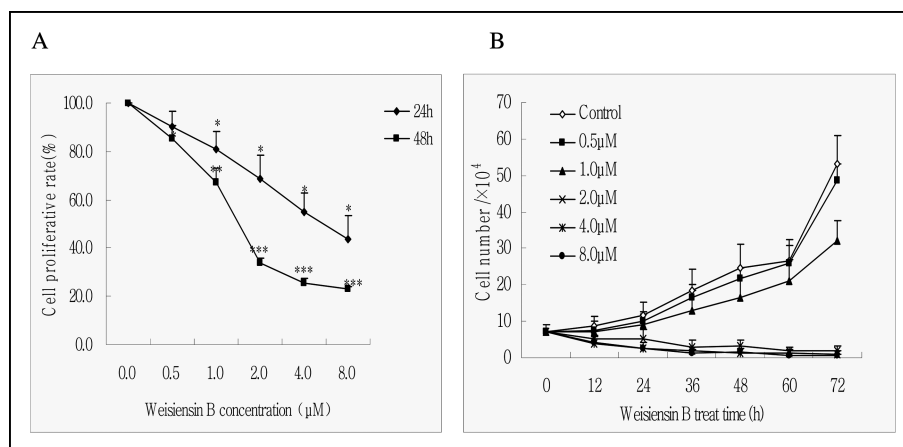 A
B
100.0
80.0
60.0
40.0
20.0
0.0
Cell proliferative rate(%)
24h
48h
*
*
*
*
*
*
**
***
***
***
0.0 0.5 1.0 2.0 4.0 8.0
Weisiensin B concentration (μM)
70
60
50
40
30
20
10
0
Cell number /×10⁴
Control
0.5μM
1.0μM
2.0μM
4.0μM
8.0μM
0 12 24 36 48 60 72
Weisiensin B treat time (h)